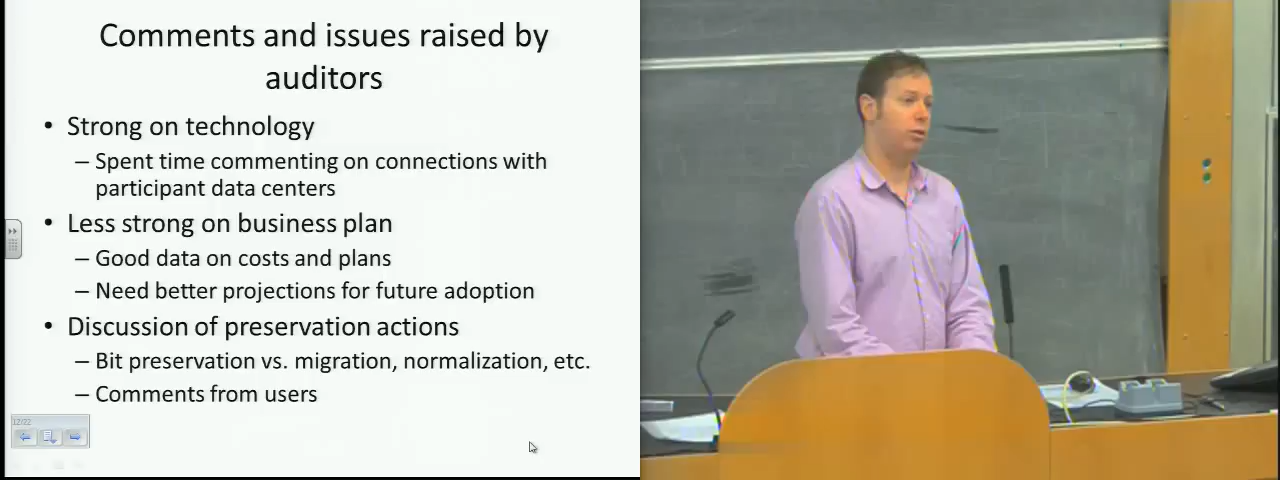 Comments and issues raised by
auditors
• Strong on technology
– Spent time commenting on connections with
participant data centers
• Less strong on business plan
– Good data on costs and plans
– Need better projections for future adoption
• Discussion of preservation actions
– Bit preservation vs. migration, normalization, etc.
– Comments from users
12/22